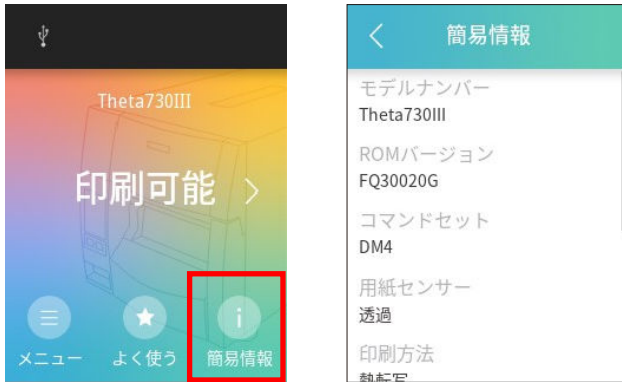 Theta730III
印刷可能
メニュー
よく使う
簡易情報
簡易情報
モデルナンバー
Theta730III
ROMバージョン
FQ30020G
コマンドセット
DM4
用紙センサー
透過
印刷方法
熱転写